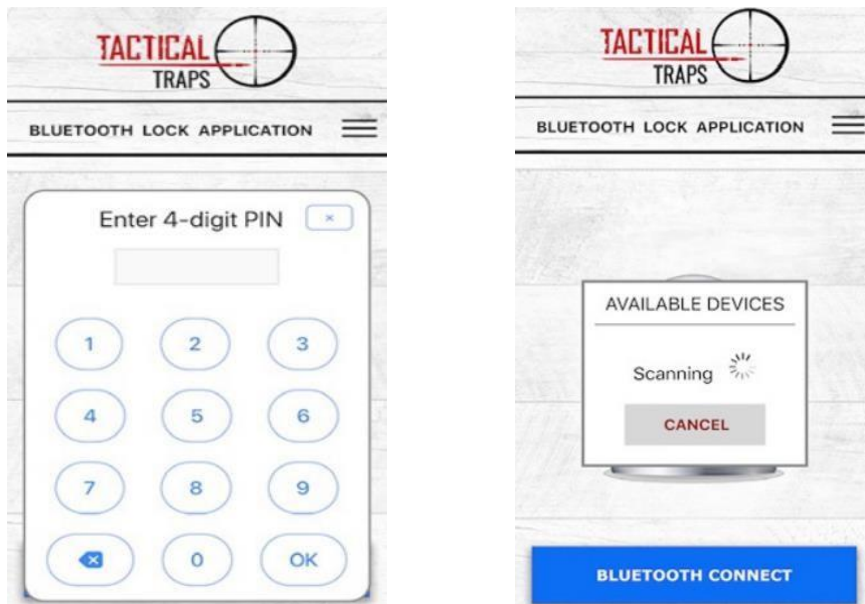 TACTICAL
TRAPS
BLUETOOTH LOCK APPLICATION
Enter 4-digit PIN
×
1 2 3
4 5 6
7 8 9
0 OK
TACTICAL
TRAPS
BLUETOOTH LOCK APPLICATION
AVAILABLE DEVICES
Scanning
CANCEL
BLUETOOTH CONNECT